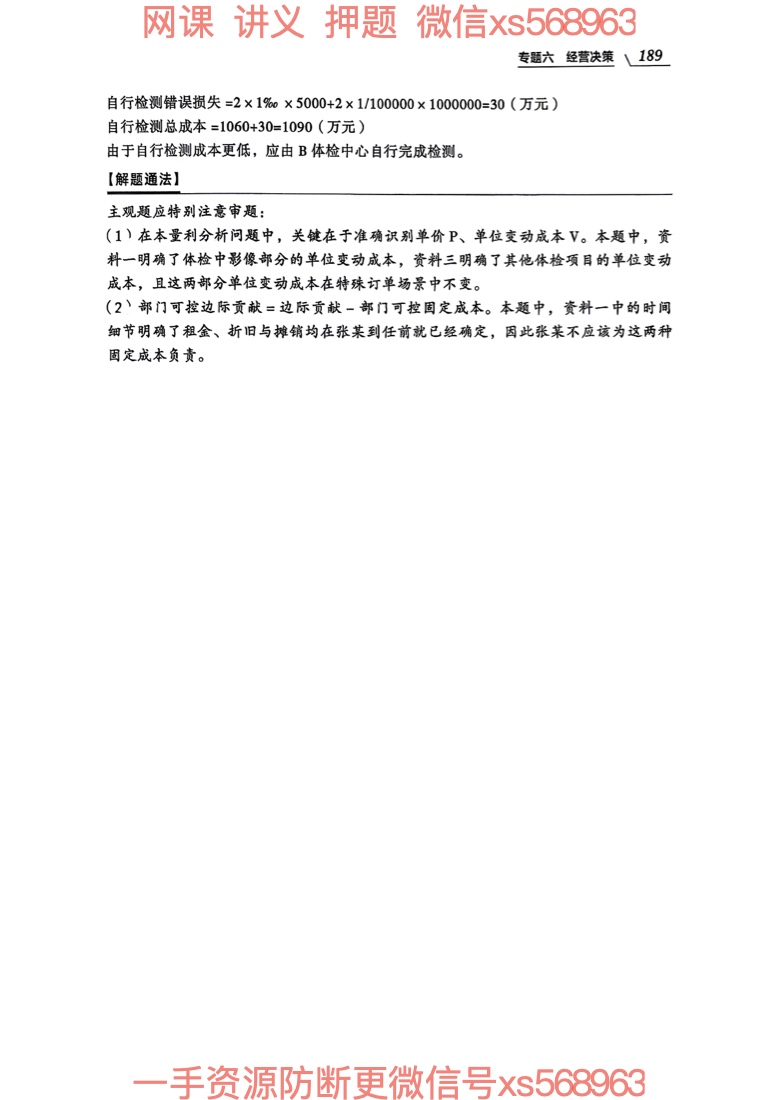 网课 讲义 押题 微信xs568963
专题六 经营决策 189
自行检测错误损失 =2×1‰ ×5000+2×1/100000×1000000=30（万元）
自行检测总成本 =1060+30=1090（万元）
由于自行检测成本更低，应由 B 体检中心自行完成检测。
【解题通法】
主观题应特别注意审题：
（1）在本量利分析问题中，关键在于准确识别单价 P、单位变动成本 V。本题中，资
料一明确了体检中影像部分的单位变动成本，资料三明确了其他体检项目的单位变动
成本，且这两部分单位变动成本在特殊订单场景中不变。
（2）部门可控边际贡献 = 边际贡献 − 部门可控固定成本。本题中，资料一中的时间
细节明确了租金、折旧与摊销均在张某到任前就已经确定，因此张某不应该为这两种
固定成本负责。
一手资源防断更微信号xs568963